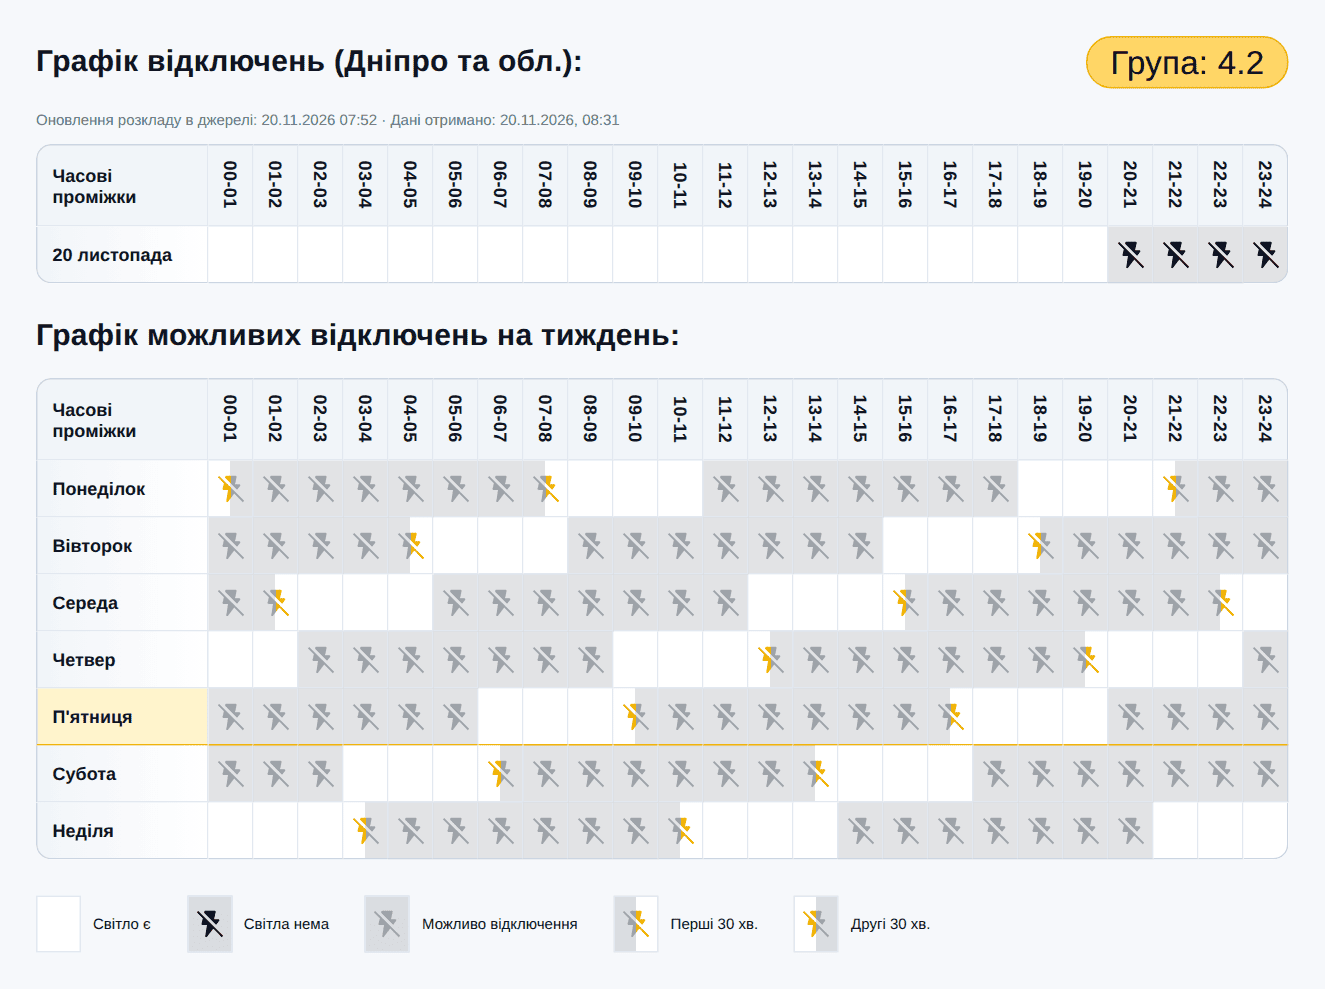 Графік відключень (Дніпро та обл.):
Група: 4.2
Оновлення розкладу в джерелі: 20.11.2026 07:52 · Дані отримано: 20.11.2026, 08:31
Часові проміжки 00-01 01-02 02-03 03-04 04-05 05-06 06-07 07-08 08-09 09-10 10-11 11-12 12-13 13-14 14-15 15-16 16-17 17-18 18-19 19-20 20-21 21-22 22-23 23-24
20 листопада
Графік можливих відключень на тиждень:
Часові проміжки 00-01 01-02 02-03 03-04 04-05 05-06 06-07 07-08 08-09 09-10 10-11 11-12 12-13 13-14 14-15 15-16 16-17 17-18 18-19 19-20 20-21 21-22 22-23 23-24
Понеділок
Вівторок
Середа
Четвер
П'ятниця
Субота
Неділя
Світло є Світла нема Можливо відключення Перші 30 хв. Другі 30 хв.